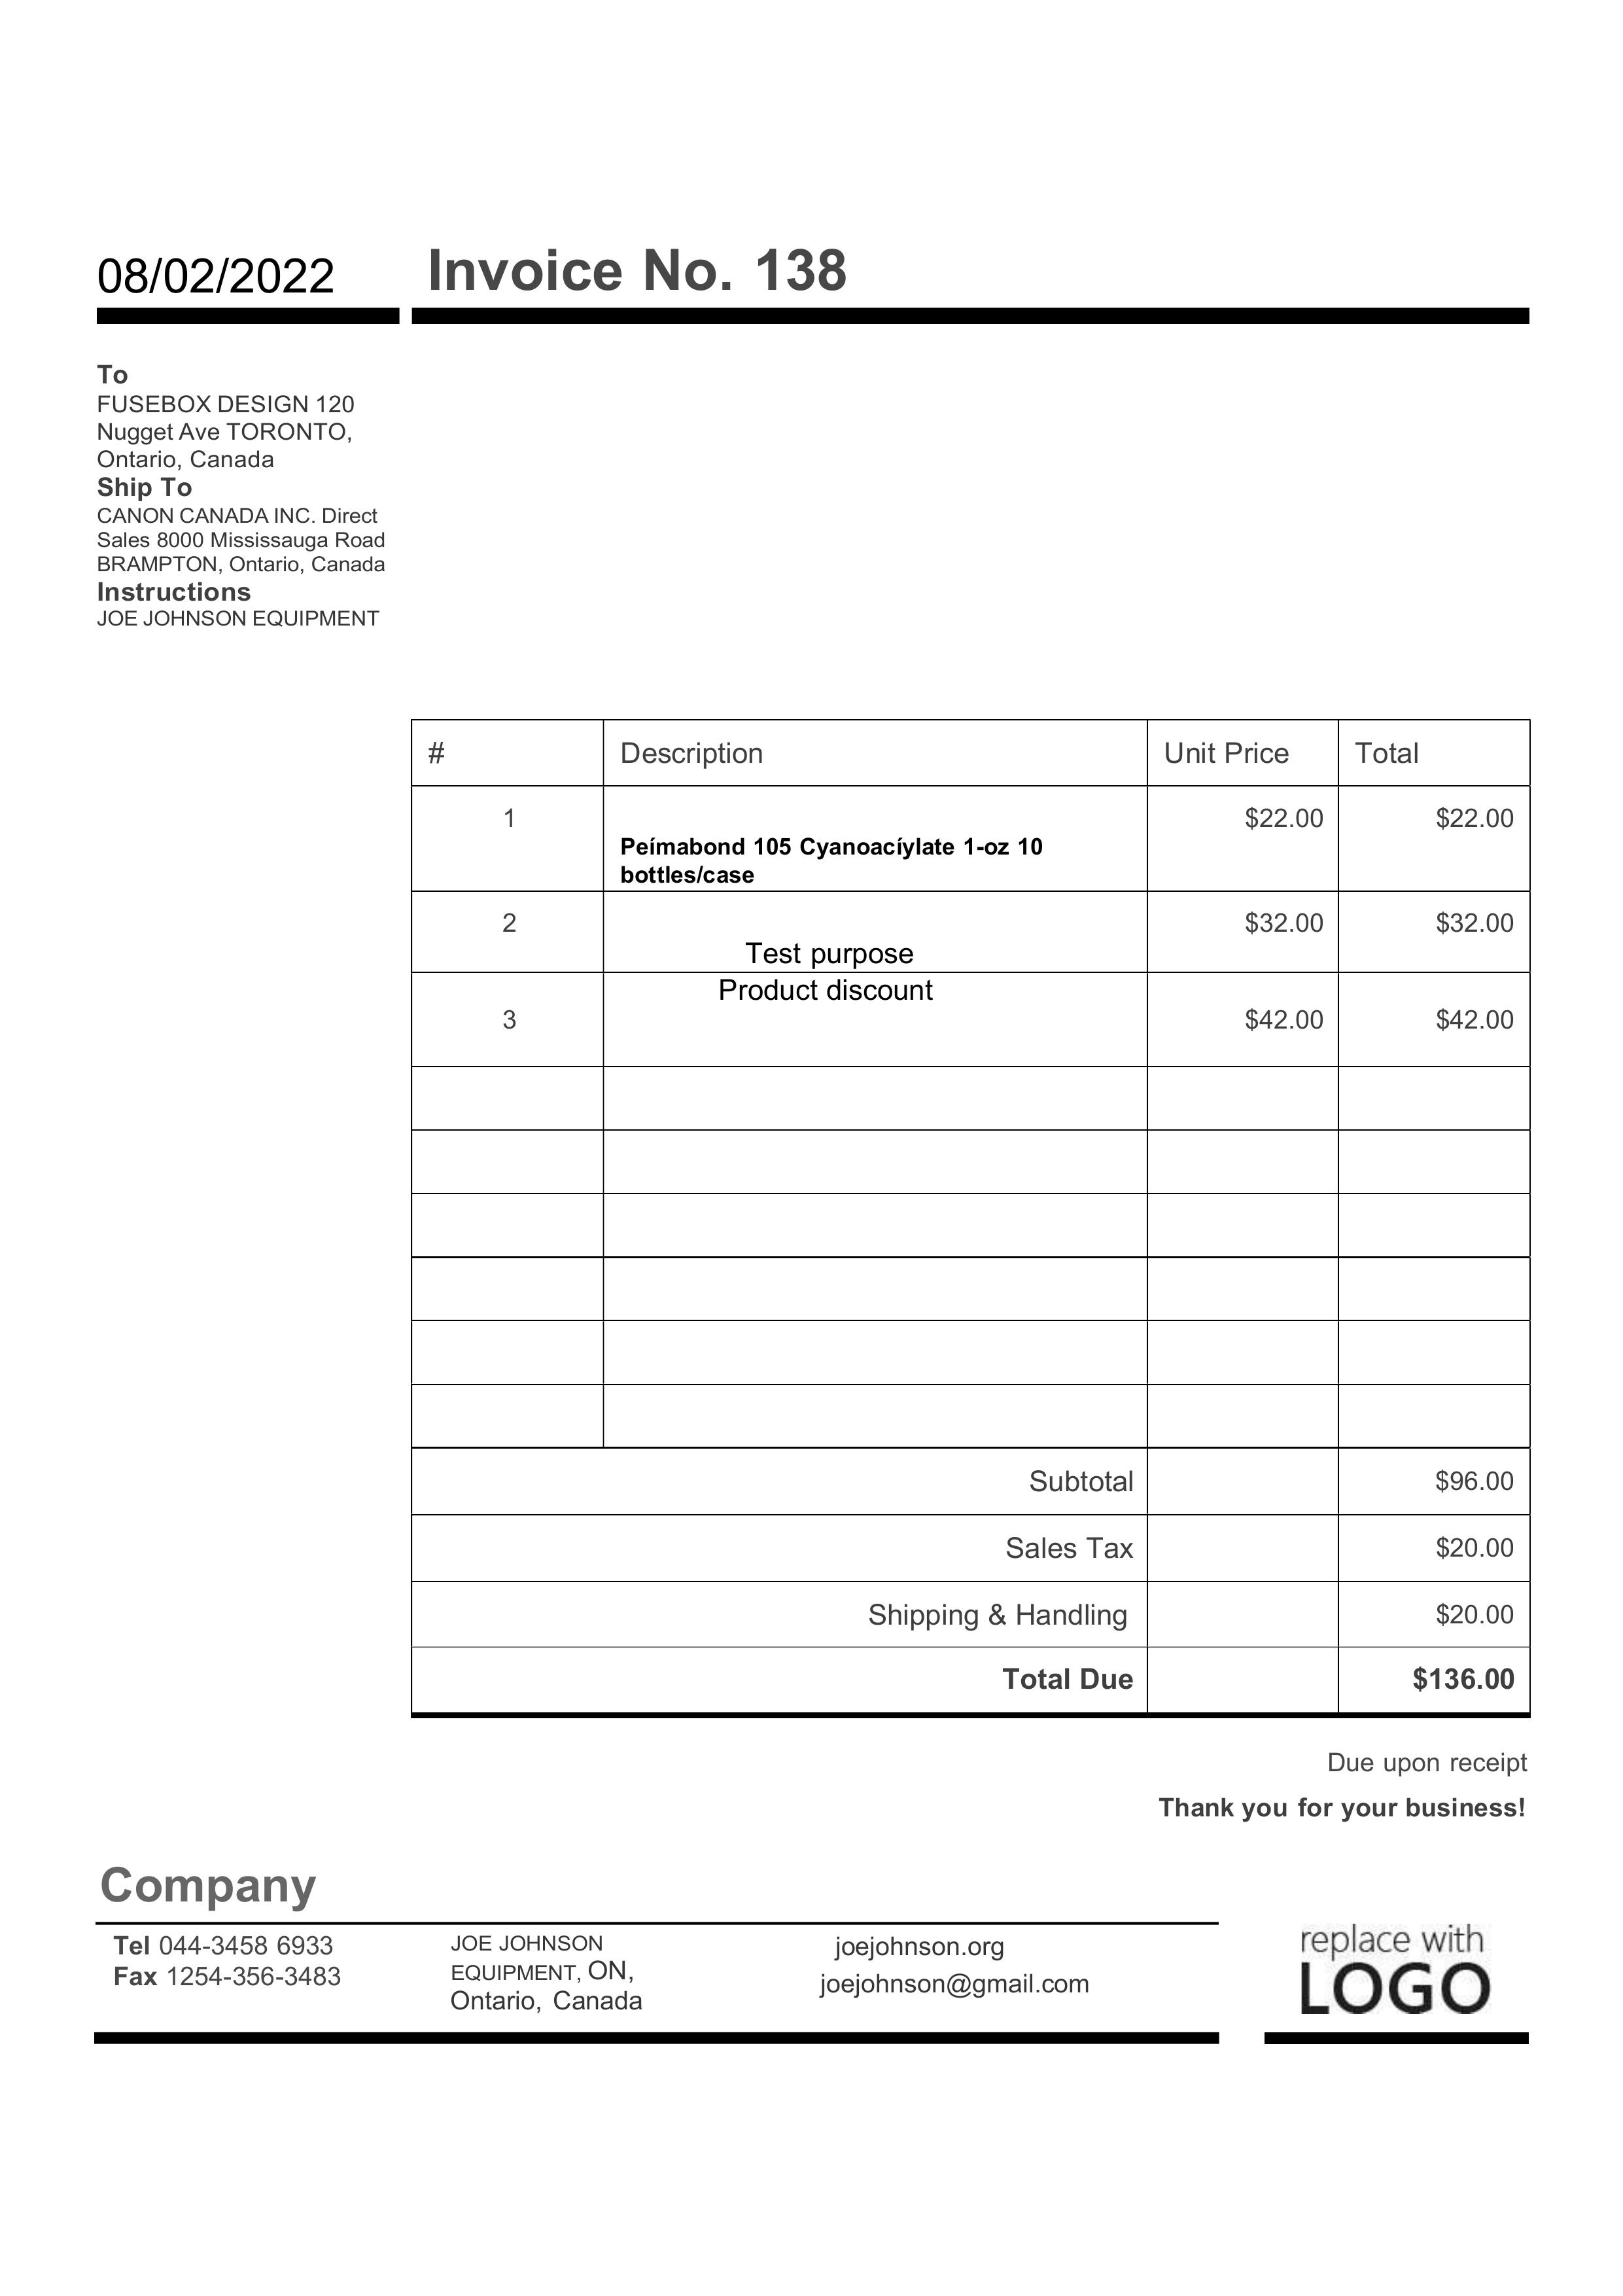 08/02/2022 Invoice No. 138
To
FUSEBOX DESIGN 120
Nugget Ave TORONTO,
Ontario, Canada
Ship To
CANON CANADA INC. Direct
Sales 8000 Mississauga Road
BRAMPTON, Ontario, Canada
Instructions
JOE JOHNSON EQUIPMENT
# Description Unit Price Total
1 $22.00 $22.00
Peímabond 105 Cyanoacíylate 1-oz 10
bottles/case
2 $32.00 $32.00
Test purpose
Product discount
3 $42.00 $42.00
Subtotal $96.00
Sales Tax $20.00
Shipping & Handling $20.00
Total Due $136.00
Due upon receipt
Thank you for your business!
Company
Tel 044-3458 6933
Fax 1254-356-3483
JOE JOHNSON
EQUIPMENT, ON,
Ontario, Canada
joejohnson.org
joejohnson@gmail.com
replace with
LOGO